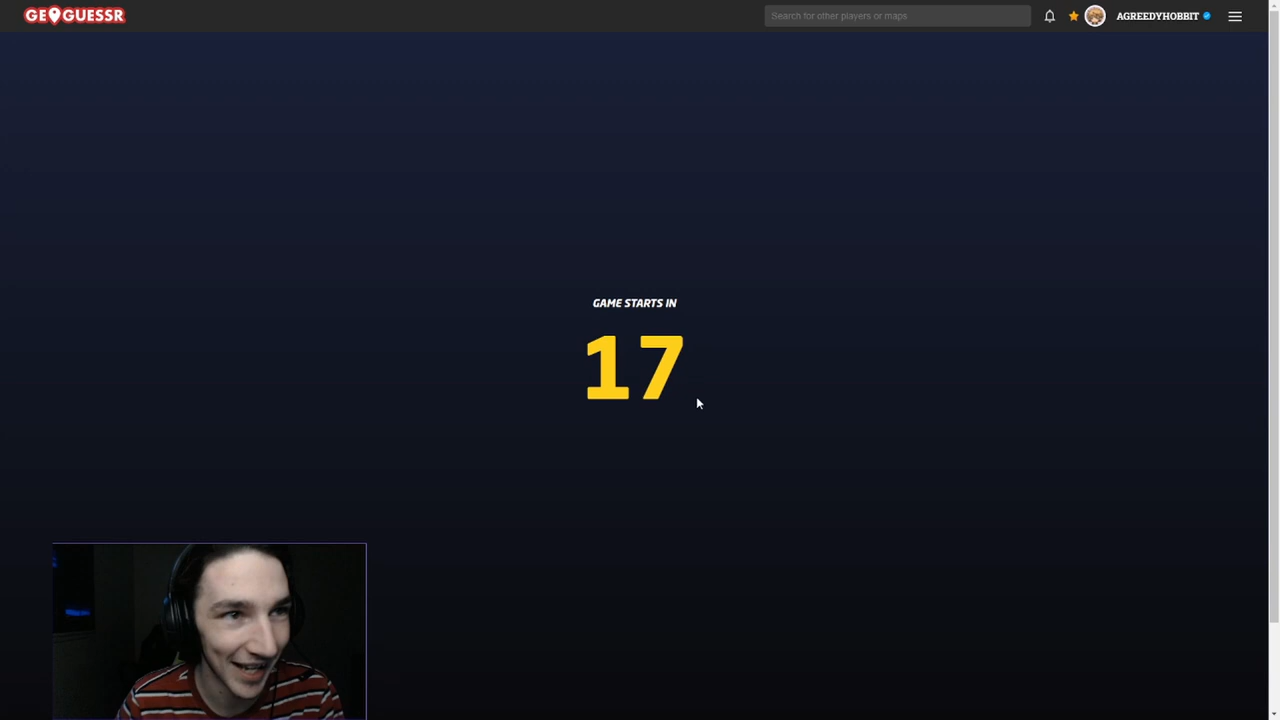 GEOGUESSR
Search for other players or maps
AGREEDYHOBBIT
GAME STARTS IN
17